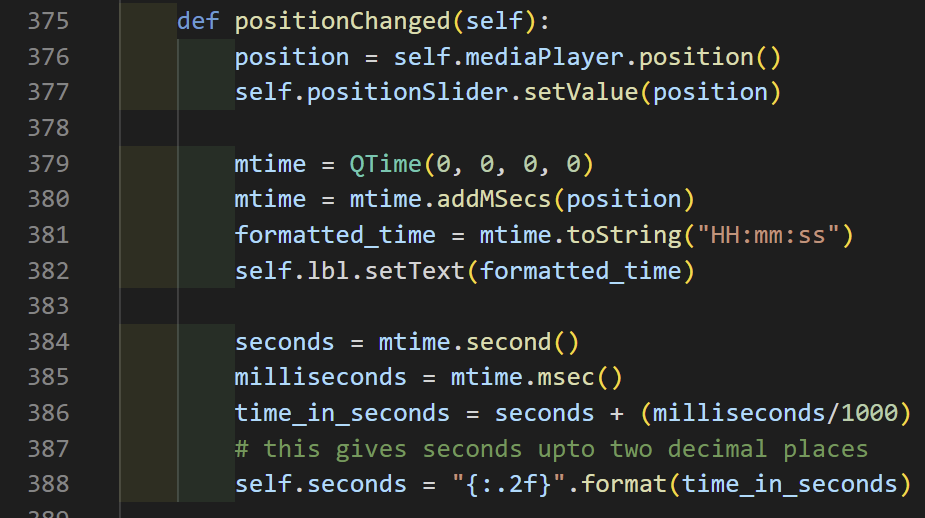 375 def positionChanged(self):
376 position = self.mediaPlayer.position()
377 self.positionSlider.setValue(position)
378
379 mtime = QTime(0, 0, 0, 0)
380 mtime = mtime.addMSecs(position)
381 formatted_time = mtime.toString("HH:mm:ss")
382 self.lbl.setText(formatted_time)
383
384 seconds = mtime.second()
385 milliseconds = mtime.msec()
386 time_in_seconds = seconds + (milliseconds/1000)
387 # this gives seconds upto two decimal places
388 self.seconds = "{:.2f}".format(time_in_seconds)
389